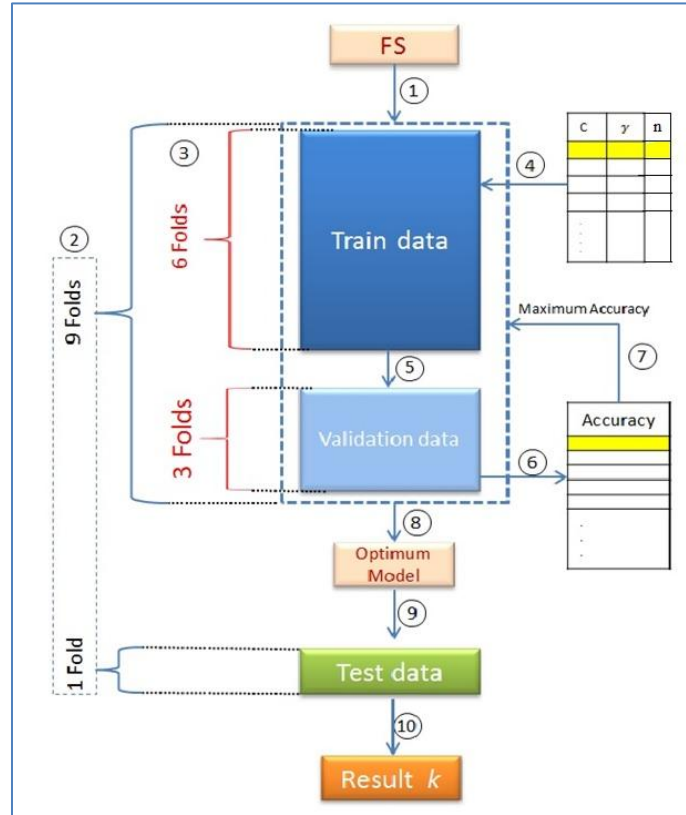 FS
1
3
c γ n
4
6 Folds
Train data
2
9 Folds
Maximum Accuracy
7
5
Accuracy
3 Folds
Validation data
6
8
Optimum
Model
9
1 Fold
Test data
10
Result k